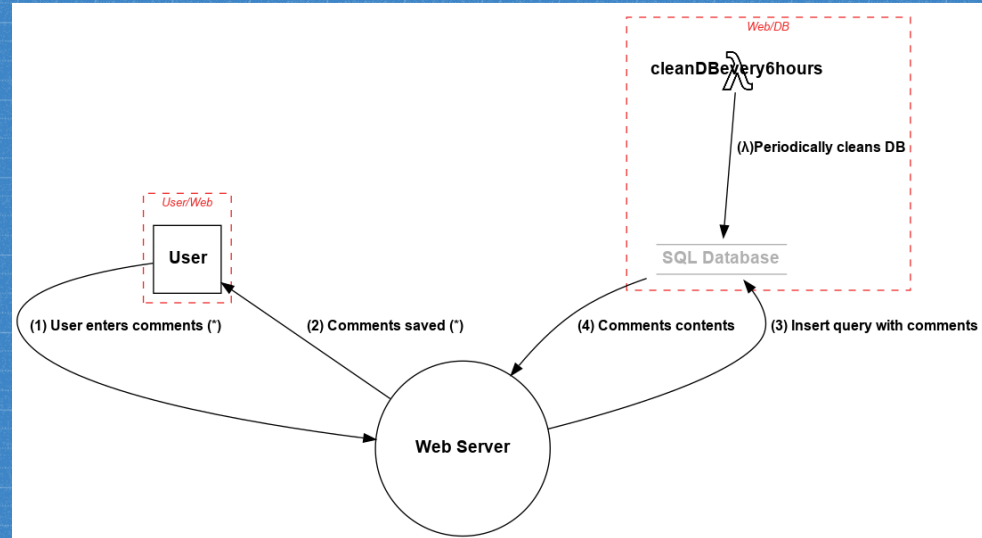 Web/DB
cleanDBevery6hours
λ
(λ)Periodically cleans DB
User/Web
User
SQL Database
(1) User enters comments (*)
(2) Comments saved (*)
(4) Comments contents
(3) Insert query with comments
Web Server